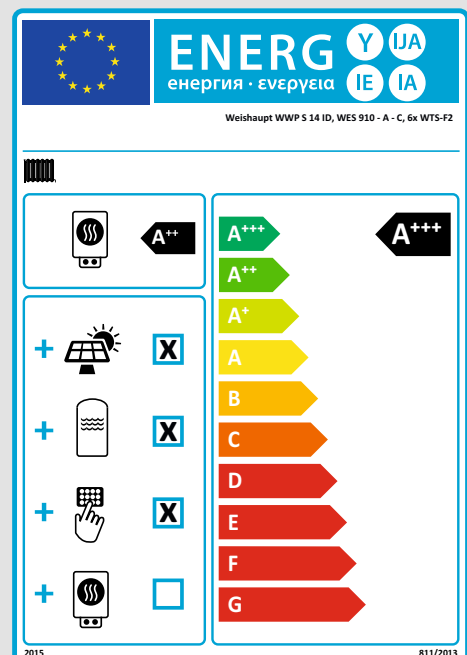 ENERG Y IJA
енергия · ενεργεια IE IA
Weishaupt WWP S 14 ID, WES 910 - A - C, 6x WTS-F2
A++
A+++
A+++
A++
A+
A
B
C
D
E
F
G
+ X
+ X
+ X
+
2015 811/2013